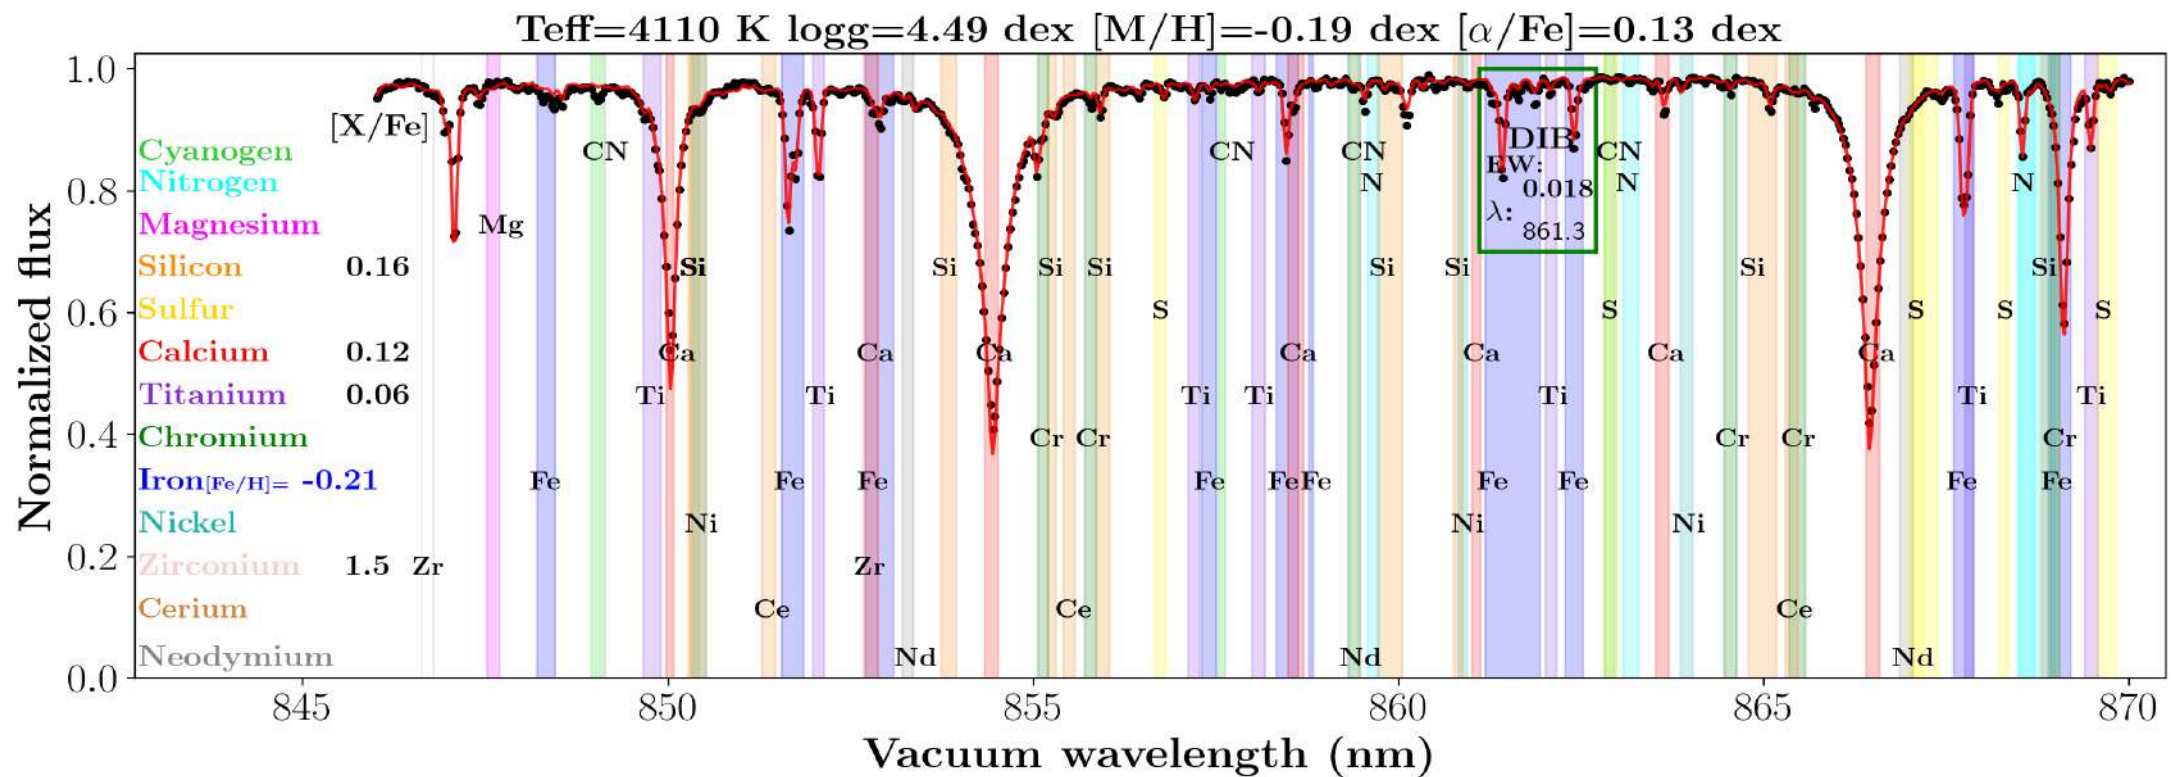 Teff=4110 K logg=4.49 dex [M/H]=-0.19 dex [α/Fe]=0.13 dex
Normalized flux
1.0
0.8
0.6
0.4
0.2
0.0
[X/Fe]
Cyanogen CN CN CN CN
Nitrogen N N N
Magnesium Mg
Silicon 0.16 Si Si Si Si Si Si Si Si
Sulfur S S S S S
Calcium 0.12 Ca Ca Ca Ca Ca Ca Ca
Titanium 0.06 Ti Ti Ti Ti Ti Ti Ti
Chromium Cr Cr Cr Cr Cr
Iron[Fe/H]= -0.21 Fe Fe Fe Fe Fe Fe Fe Fe Fe Fe
Nickel Ni Ni Ni
Zirconium 1.5 Zr Zr
Cerium Ce Ce Ce
Neodymium Nd Nd Nd
DIB
EW:
0.018
λ:
861.3
845 850 855 860 865 870
Vacuum wavelength (nm)